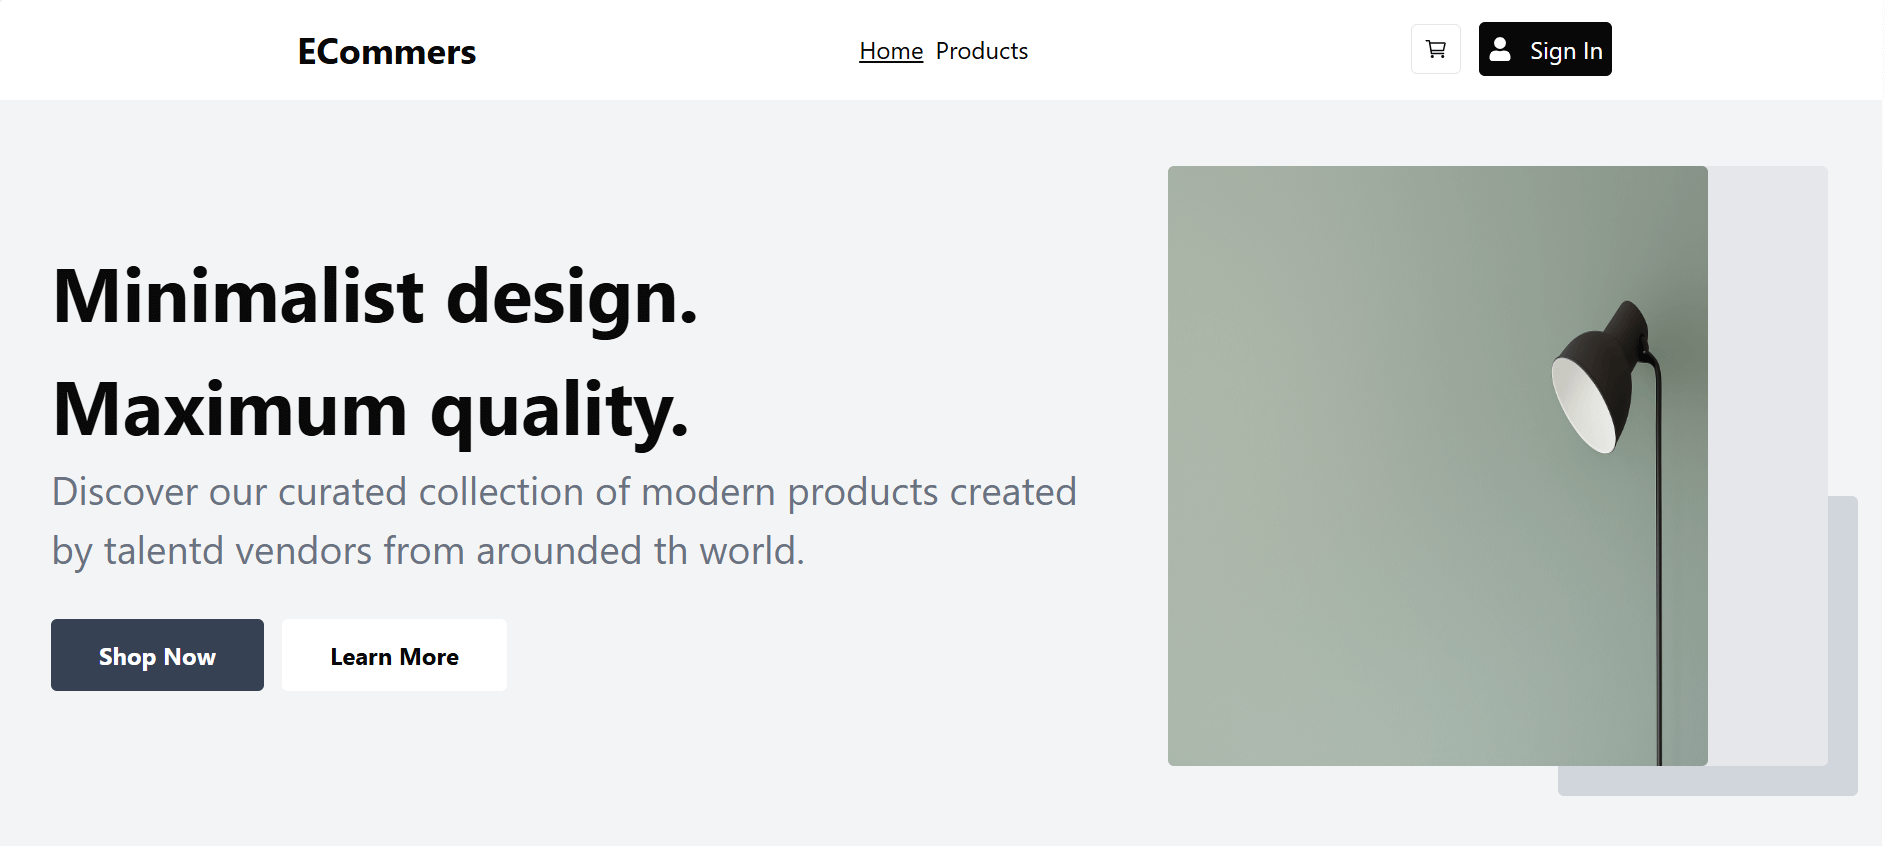 ECommers
Home Products
Sign In
Minimalist design.
Maximum quality.
Discover our curated collection of modern products created
by talentd vendors from arounded th world.
Shop Now
Learn More